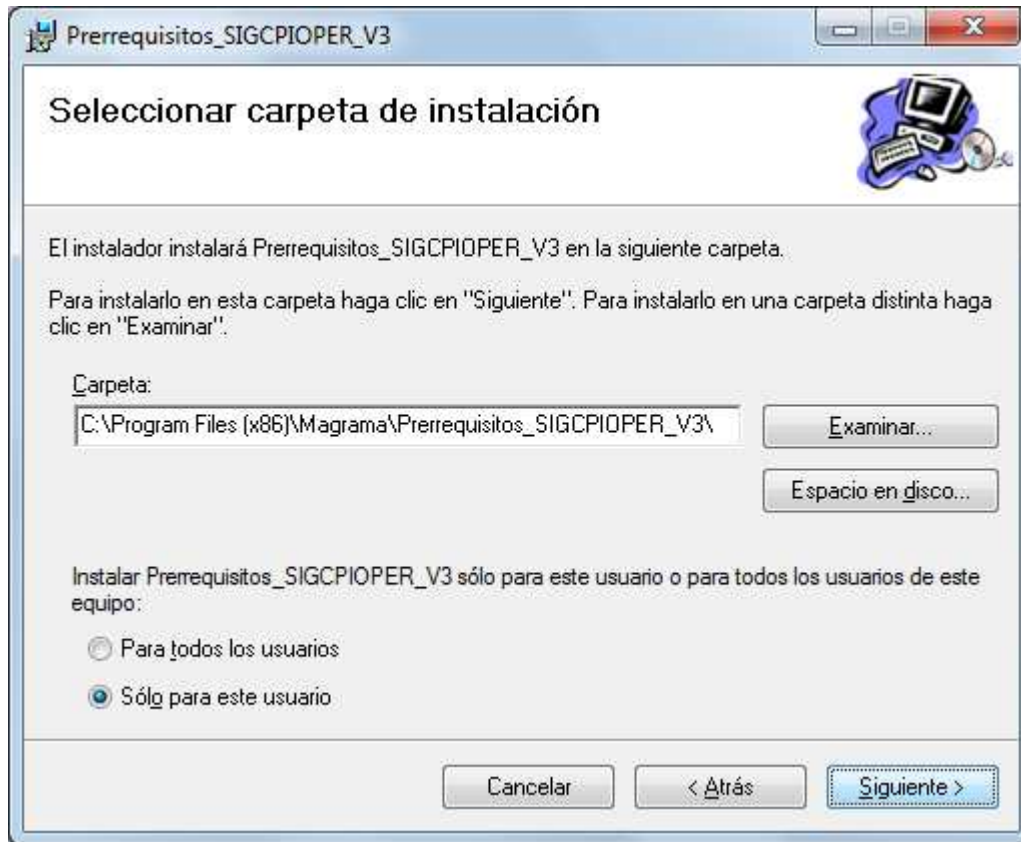 Prerrequisitos_SIGCPIOPER_V3
Seleccionar carpeta de instalación
El instalador instalará Prerrequisitos_SIGCPIOPER_V3 en la siguiente carpeta.
Para instalarlo en esta carpeta haga clic en "Siguiente". Para instalarlo en una carpeta distinta haga
clic en "Examinar".
Carpeta:
C:\Program Files (x86)\Magrama\Prerrequisitos_SIGCPIOPER_V3\
Examinar...
Espacio en disco...
Instalar Prerrequisitos_SIGCPIOPER_V3 sólo para este usuario o para todos los usuarios de este
equipo:
Para todos los usuarios
Sólo para este usuario
Cancelar
< Atrás
Siguiente >